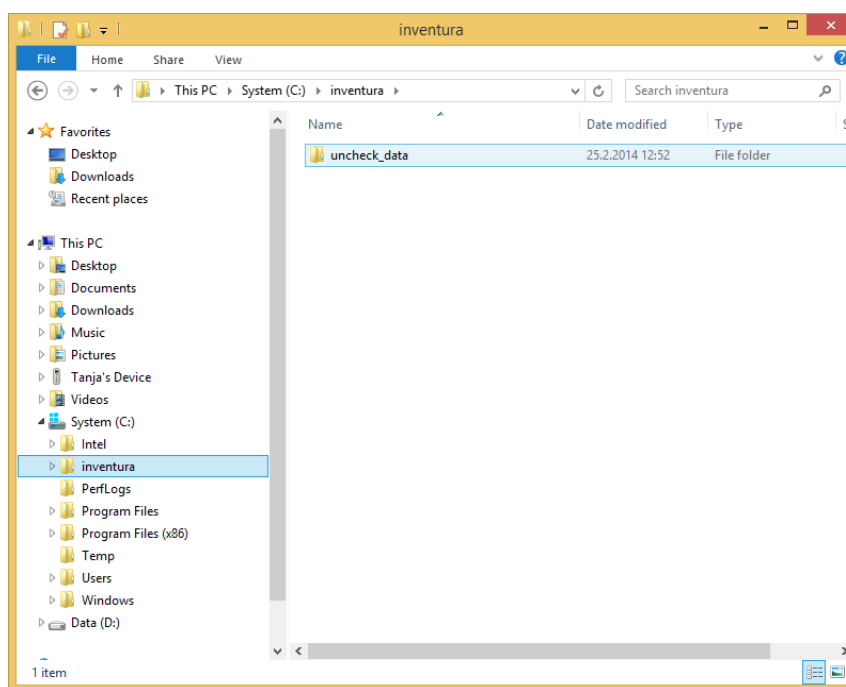 inventura
File Home Share View
This PC System (C:) inventura Search inventura
Name Date modified Type
uncheck_data 25.2.2014 12:52 File folder
Favorites
Desktop
Downloads
Recent places
This PC
Desktop
Documents
Downloads
Music
Pictures
Tanja's Device
Videos
System (C:)
Intel
inventura
PerfLogs
Program Files
Program Files (x86)
Temp
Users
Windows
Data (D:)
1 item